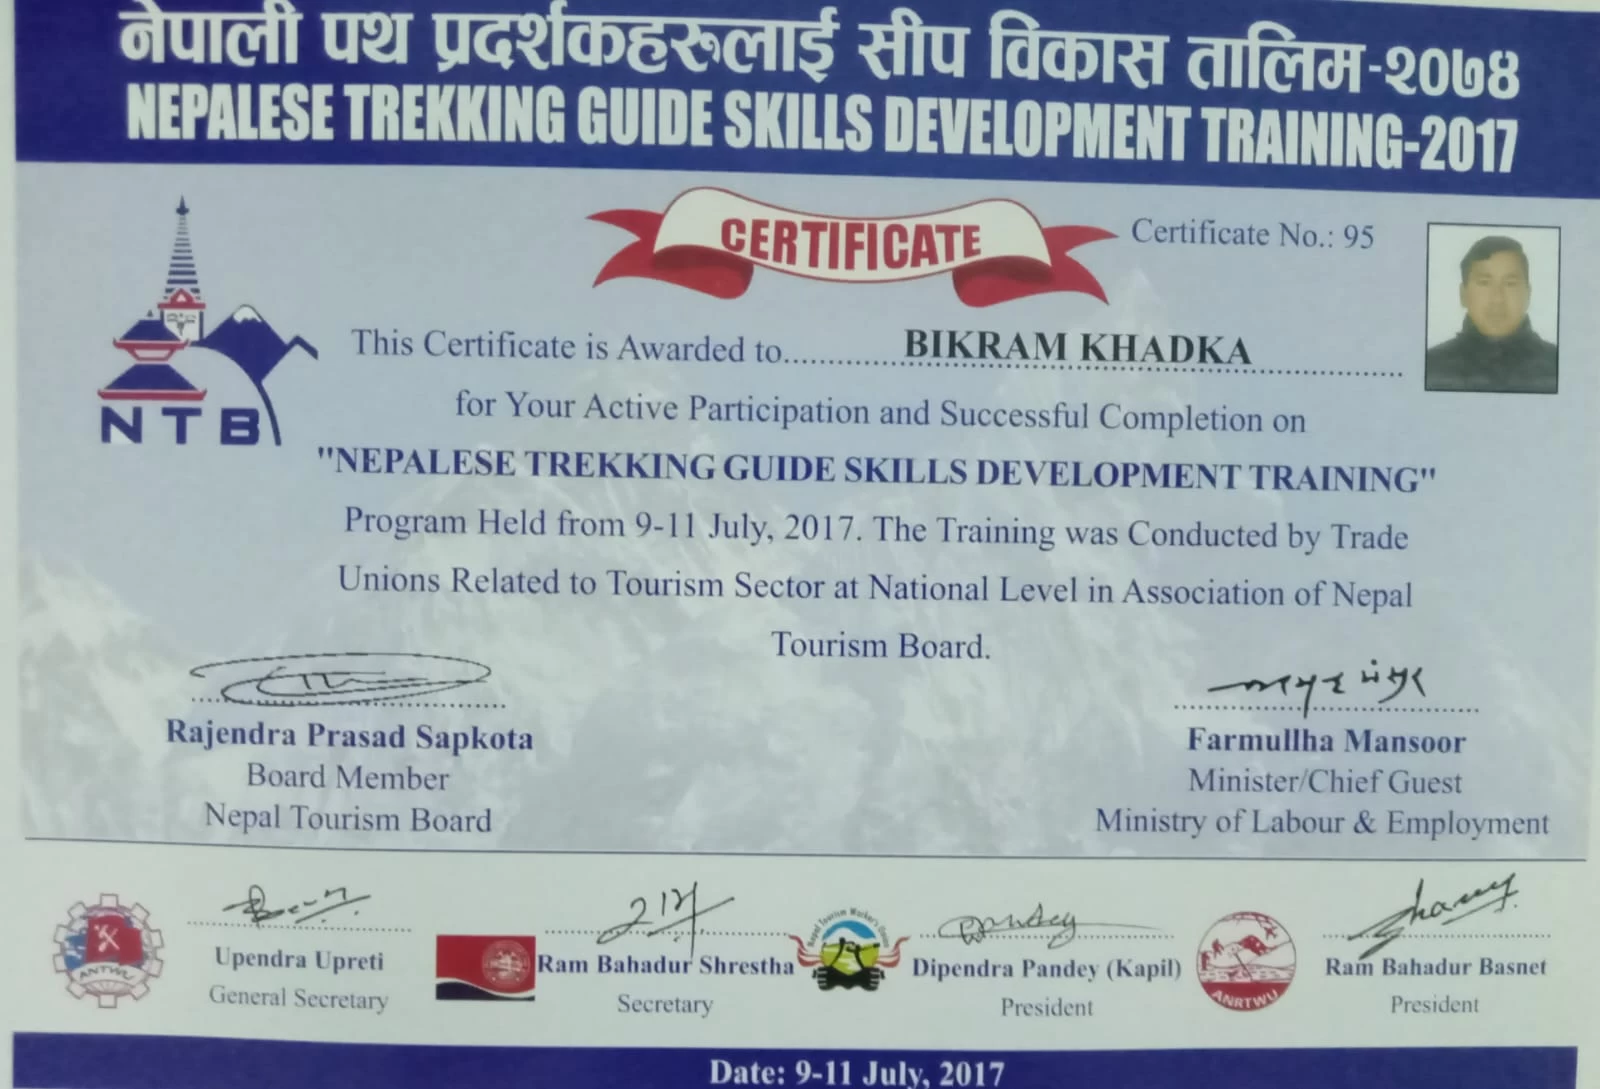 नेपाली पथ प्रदर्शकहरूलाई सीप विकास तालिम-२०७४
NEPALESE TREKKING GUIDE SKILLS DEVELOPMENT TRAINING-2017
CERTIFICATE
Certificate No.: 95
NTB
This Certificate is Awarded to.............BIKRAM KHADKA....................
for Your Active Participation and Successful Completion on
"NEPALESE TREKKING GUIDE SKILLS DEVELOPMENT TRAINING"
Program Held from 9-11 July, 2017. The Training was Conducted by Trade
Unions Related to Tourism Sector at National Level in Association of Nepal
Tourism Board.
Rajendra Prasad Sapkota
Board Member
Nepal Tourism Board
Farmullha Mansoor
Minister/Chief Guest
Ministry of Labour & Employment
ANTWU
Upendra Upreti
General Secretary
Ram Bahadur Shrestha
Secretary
Nepal Tourism Worker's Union
Dipendra Pandey (Kapil)
President
ANRTWU
Ram Bahadur Basnet
President
Date: 9-11 July, 2017